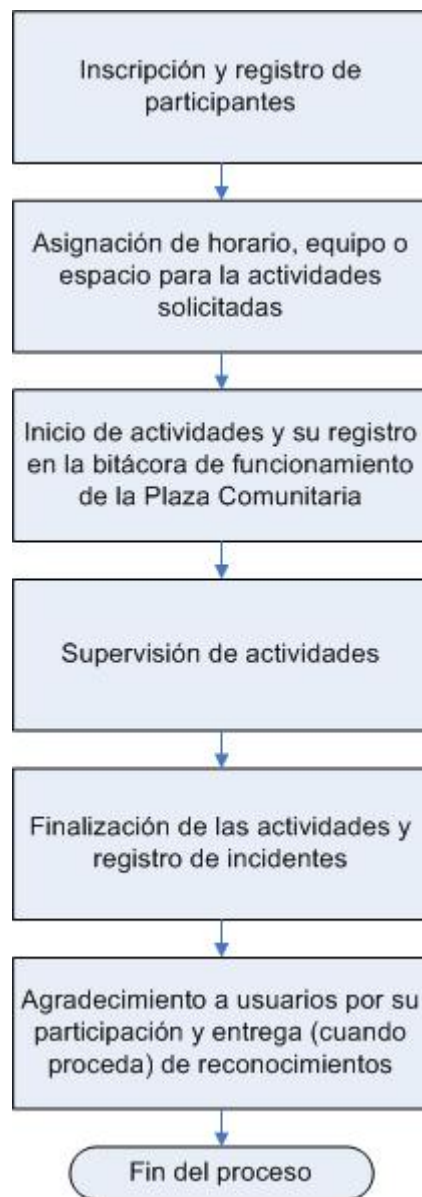 Inscripción y registro de
participantes
Asignación de horario, equipo o
espacio para la actividades
solicitadas
Inicio de actividades y su registro
en la bitácora de funcionamiento
de la Plaza Comunitaria
Supervisión de actividades
Finalización de las actividades y
registro de incidentes
Agradecimiento a usuarios por su
participación y entrega (cuando
proceda) de reconocimientos
Fin del proceso